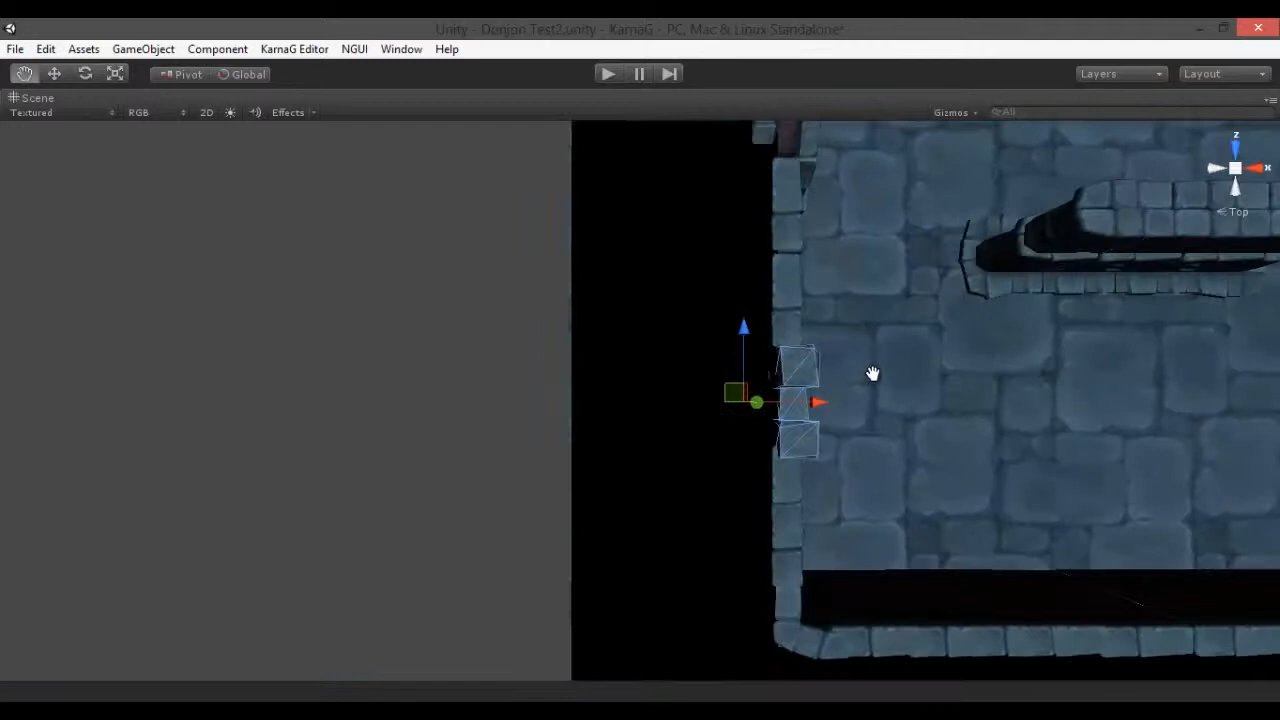 Unity - Donjon Test2.unity - KarnaG - PC, Mac & Linux Standalone*
File Edit Assets GameObject Component KarnaG Editor NGUI Window Help
Pivot Global Layers Layout
Scene
Textured RGB 2D Effects Gizmos All
z
x
Top